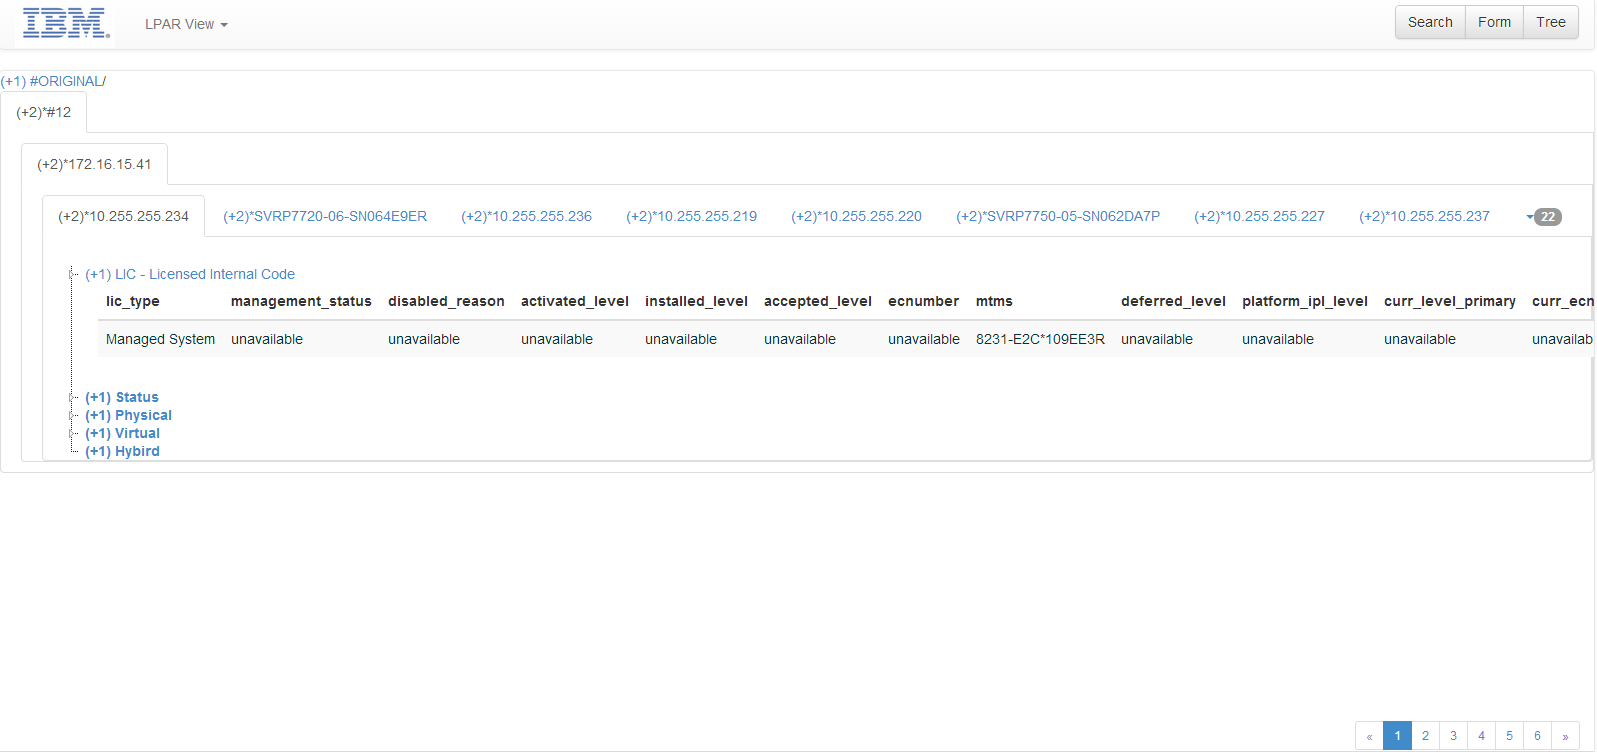 IBM. LPAR View Search Form Tree
(+1) #ORIGINAL/
(+2)*#12
(+2)*172.16.15.41
(+2)*10.255.255.234 (+2)*SVRP7720-06-SN064E9ER (+2)*10.255.255.236 (+2)*10.255.255.219 (+2)*10.255.255.220 (+2)*SVRP7750-05-SN062DA7P (+2)*10.255.255.227 (+2)*10.255.255.237 22
(+1) LIC - Licensed Internal Code
lic_type management_status disabled_reason activated_level installed_level accepted_level ecnumber mtms deferred_level platform_ipl_level curr_level_primary curr_ecn
Managed System unavailable unavailable unavailable unavailable unavailable unavailable 8231-E2C*109EE3R unavailable unavailable unavailable unavailab
(+1) Status
(+1) Physical
(+1) Virtual
(+1) Hybird
« 1 2 3 4 5 6 »